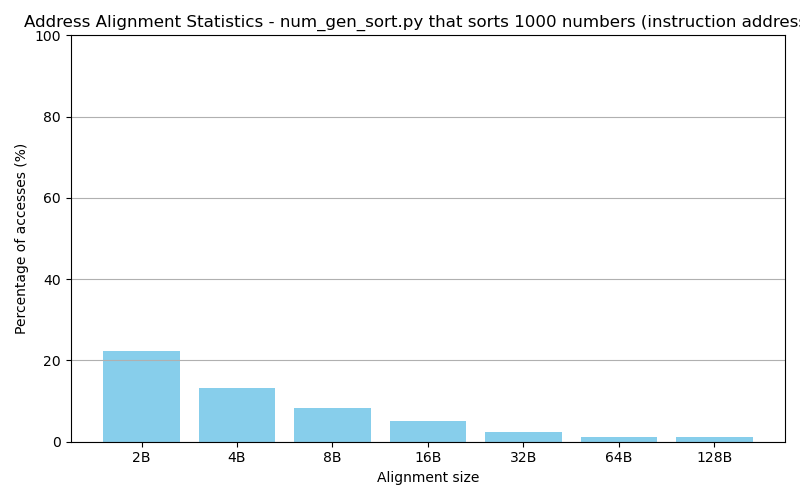 Address Alignment Statistics - num_gen_sort.py that sorts 1000 numbers (instruction address
100
80
60
40
20
0
Percentage of accesses (%)
2B 4B 8B 16B 32B 64B 128B
Alignment size